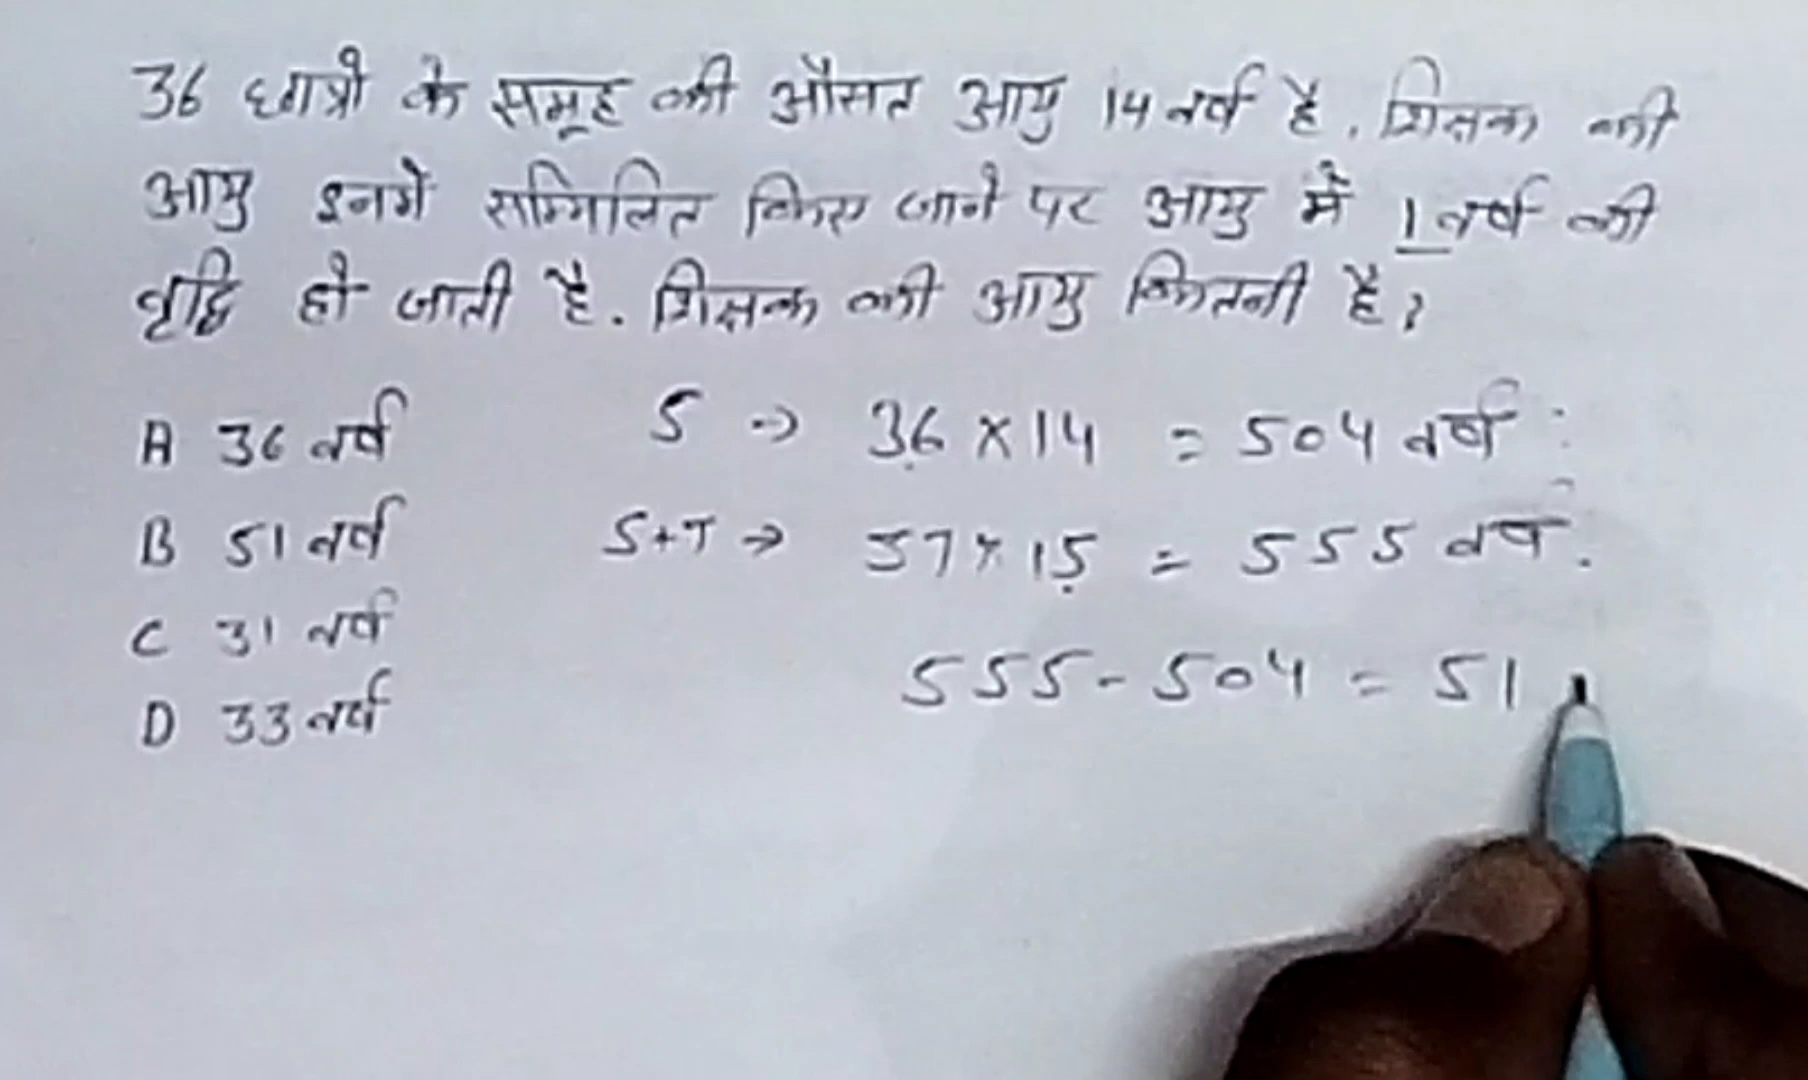 36 छात्रो के समूह की औसत आयु 14 वर्ष है. शिक्षक की
आयु इनमें सम्मिलित किए जाने पर आयु में 1 वर्ष की
वृद्धि हो जाती है. शिक्षक की आयु कितनी है?
A 36 वर्ष
S → 36 × 14 = 504 वर्ष
B 51 वर्ष
S+T → 37 × 15 = 555 वर्ष.
C 31 वर्ष
555 - 504 = 51
D 33 वर्ष